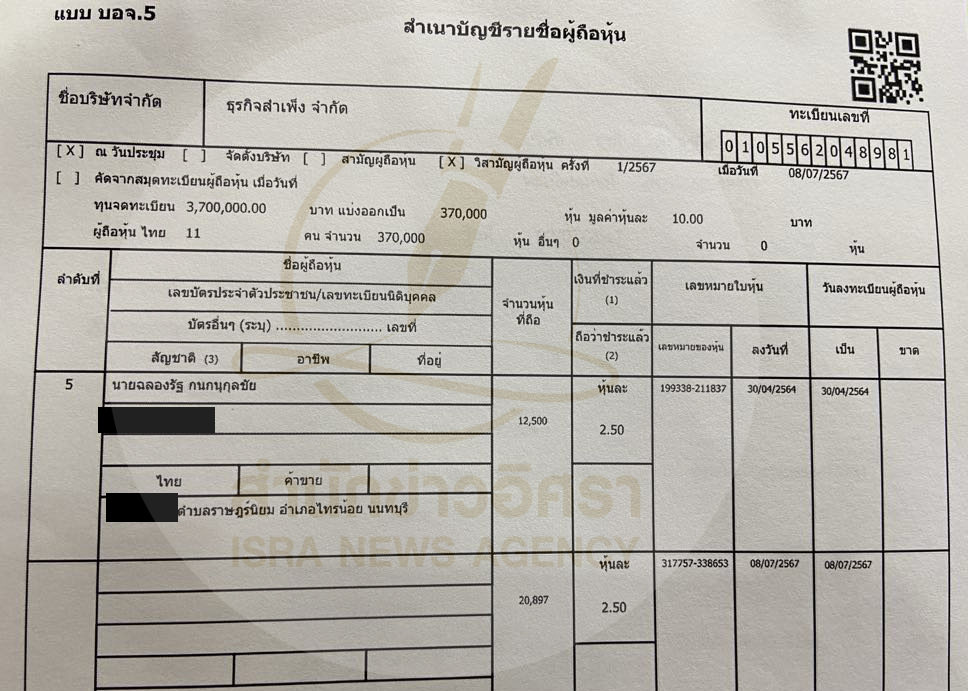 แบบ บอจ.5
สำเนาบัญชีรายชื่อผู้ถือหุ้น
ชื่อบริษัทจำกัด ธุรกิจสำเพ็ง จำกัด ทะเบียนเลขที่
0105562048981
[ X ] ณ วันประชุม [ ] จัดตั้งบริษัท [ ] สามัญผู้ถือหุ้น [ X ] วิสามัญผู้ถือหุ้น ครั้งที่ 1/2567 เมื่อวันที่ 08/07/2567
[ ] คัดจากสมุดทะเบียนผู้ถือหุ้น เมื่อวันที่
ทุนจดทะเบียน 3,700,000.00 บาท แบ่งออกเป็น 370,000 หุ้น มูลค่าหุ้นละ 10.00 บาท
ผู้ถือหุ้น ไทย 11 คน จำนวน 370,000 หุ้น อื่นๆ 0 จำนวน 0 หุ้น
ลำดับที่ ชื่อผู้ถือหุ้น จำนวนหุ้นที่ถือ เงินที่ชำระแล้ว (1) เลขหมายใบหุ้น วันลงทะเบียนผู้ถือหุ้น
เลขบัตรประจำตัวประชาชน/เลขทะเบียนนิติบุคคล
บัตรอื่นๆ (ระบุ) .......................... เลขที่
สัญชาติ (3) อาชีพ ที่อยู่ ถือว่าชำระแล้ว (2) เลขหมายของหุ้น ลงวันที่ เป็น ขาด
5 นายฉลองรัฐ กนกนุกุลชัย หุ้นละ 199338-211837 30/04/2564 30/04/2564
12,500 2.50
ไทย ค้าขาย
ตำบลราษฎร์นิยม อำเภอไทรน้อย นนทบุรี
สำนักข่าวอิศรา
ISRA NEWS AGENCY
หุ้นละ 317757-338653 08/07/2567 08/07/2567
20,897 2.50